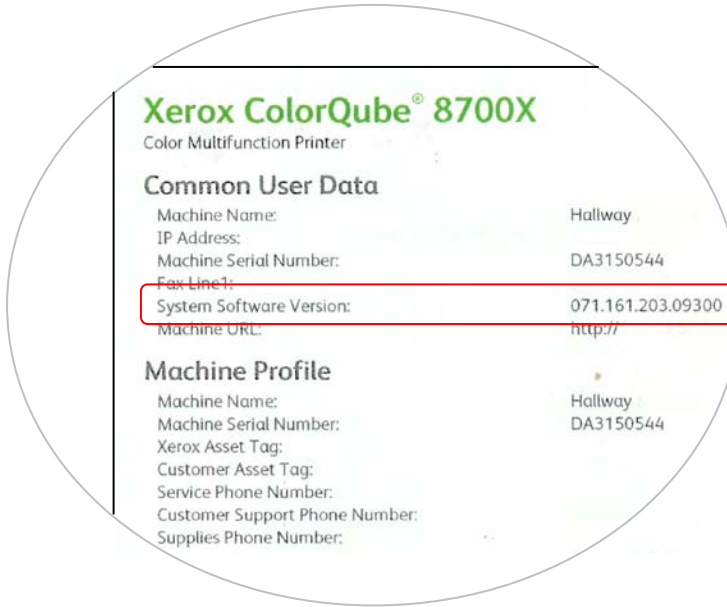 Xerox ColorQube® 8700X
Color Multifunction Printer
Common User Data
Machine Name: Hallway
IP Address:
Machine Serial Number: DA3150544
Fax Line1:
System Software Version: 071.161.203.09300
Machine URL: http://
Machine Profile
Machine Name: Hallway
Machine Serial Number: DA3150544
Xerox Asset Tag:
Customer Asset Tag:
Service Phone Number:
Customer Support Phone Number:
Supplies Phone Number: